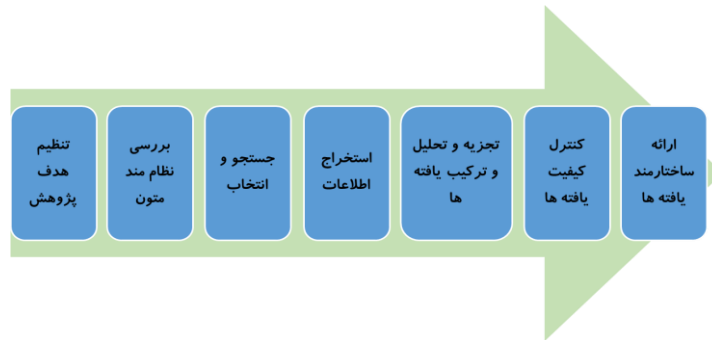 تنظیم
هدف
پژوهش
بررسی
نظام مند
متون
جستجو و
انتخاب
استخراج
اطلاعات
تجزیه و تحلیل
و ترکیب یافته
ها
کنترل
کیفیت
یافته ها
ارائه
ساختارمند
یافته ها